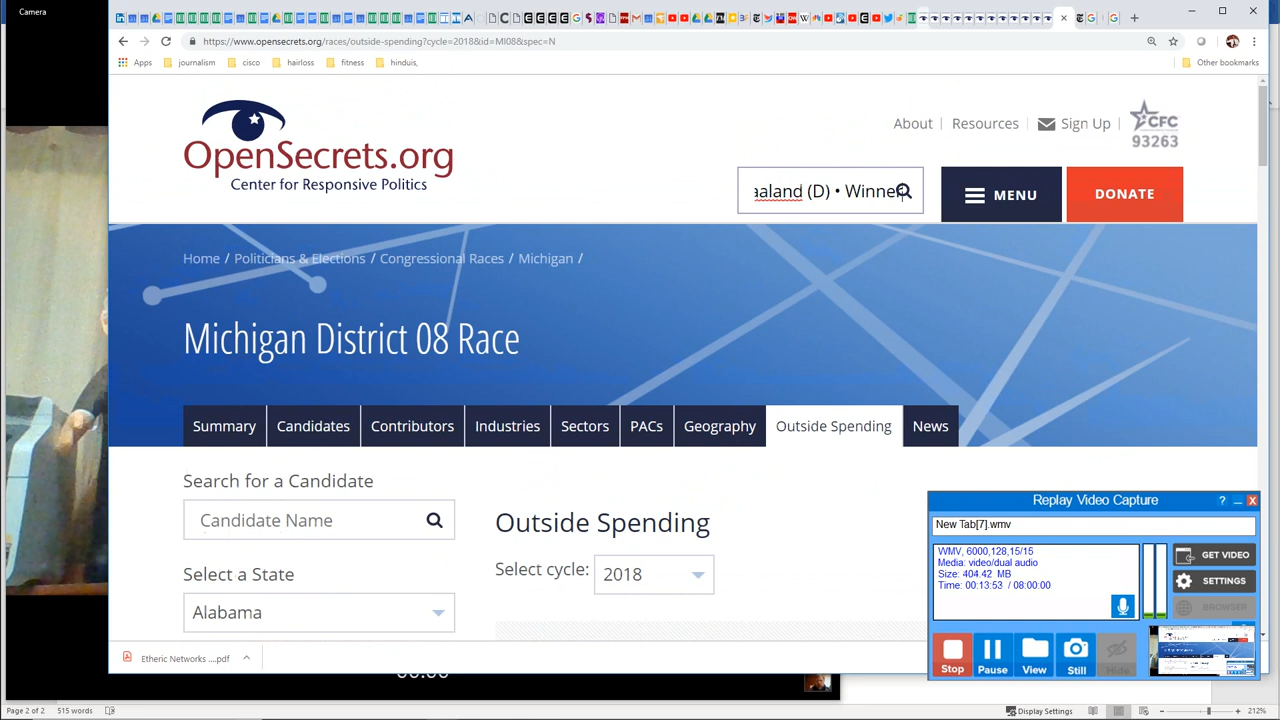 Camera
https://www.opensecrets.org/races/outside-spending?cycle=2018&id=MI08&spec=N
Apps journalism cisco hairloss fitness hinduis, Other bookmarks
OpenSecrets.org
Center for Responsive Politics
About Resources Sign Up CFC
93263
aaland (D) • Winner
MENU
DONATE
Home / Politicians & Elections / Congressional Races / Michigan /
Michigan District 08 Race
Summary Candidates Contributors Industries Sectors PACs Geography Outside Spending News
Search for a Candidate
Candidate Name
Outside Spending
Select cycle: 2018
Select a State
Alabama
Replay Video Capture
New Tab[7].wmv
WMV, 6000,128,15/15
Media: video/dual audio
Size: 404.42 MB
Time: 00:13:53 / 08:00:00
GET VIDEO
SETTINGS
BROWSER
Stop Pause View Still Hide
Etheric Networks ....pdf
00:00
Page 2 of 2 515 words
Display Settings 212%